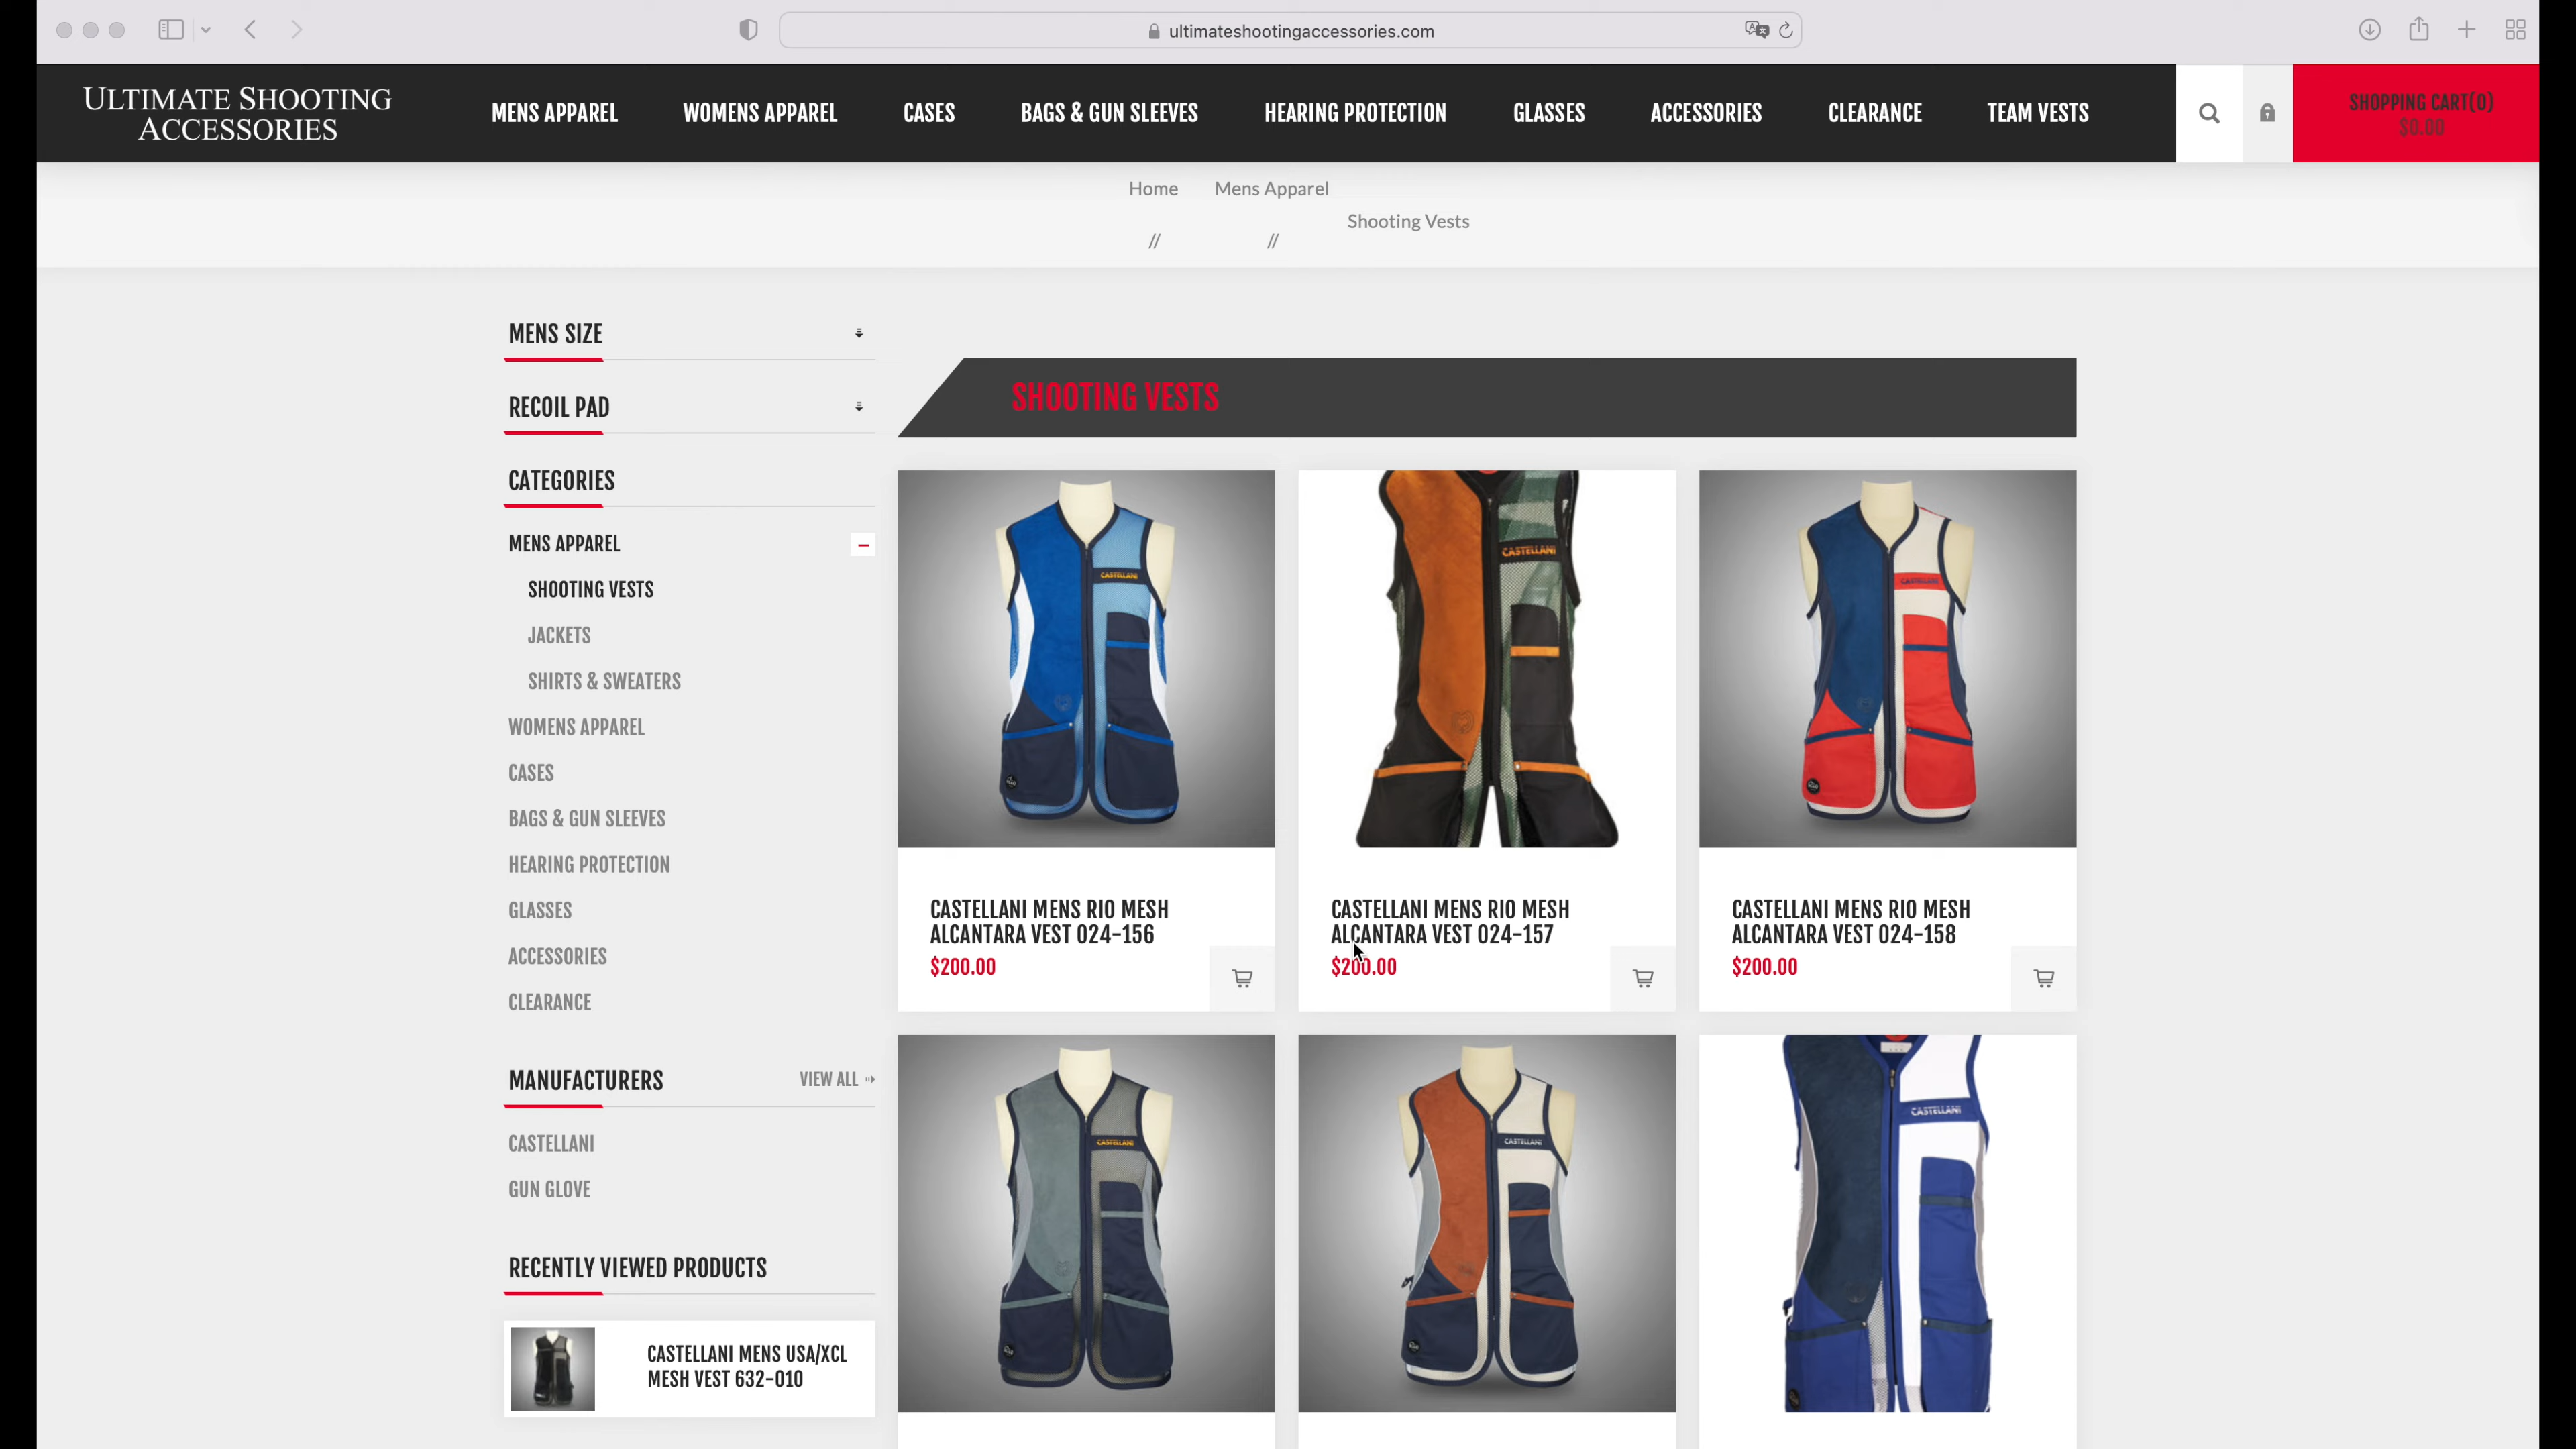 ultimateshootingaccessories.com
ULTIMATE SHOOTING
ACCESSORIES
MENS APPAREL
WOMENS APPAREL
CASES
BAGS & GUN SLEEVES
HEARING PROTECTION
GLASSES
ACCESSORIES
CLEARANCE
TEAM VESTS
SHOPPING CART(0)
$0.00
Home
//
Mens Apparel
//
Shooting Vests
MENS SIZE
RECOIL PAD
CATEGORIES
MENS APPAREL
SHOOTING VESTS
JACKETS
SHIRTS & SWEATERS
WOMENS APPAREL
CASES
BAGS & GUN SLEEVES
HEARING PROTECTION
GLASSES
ACCESSORIES
CLEARANCE
MANUFACTURERS
VIEW ALL
CASTELLANI
GUN GLOVE
RECENTLY VIEWED PRODUCTS
CASTELLANI MENS USA/XCL
MESH VEST 632-010
SHOOTING VESTS
CASTELLANI
CASTELLANI MENS RIO MESH
ALCANTARA VEST 024-156
$200.00
CASTELLANI
CASTELLANI MENS RIO MESH
ALCANTARA VEST 024-157
$200.00
CASTELLANI
CASTELLANI MENS RIO MESH
ALCANTARA VEST 024-158
$200.00
CASTELLANI
CASTELLANI
CASTELLANI